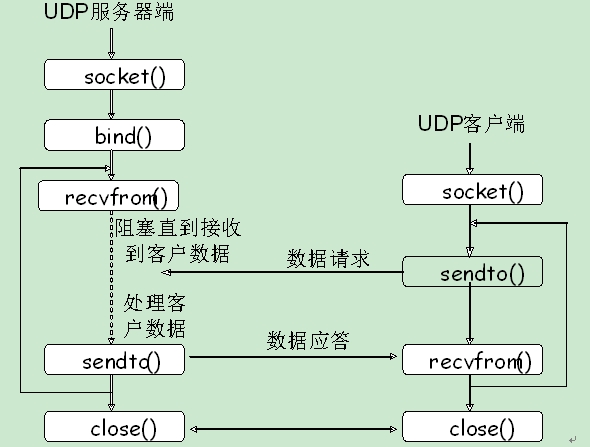 UDP服务器端
socket()
bind()
recvfrom()
阻塞直到接收
到客户数据
处理客
户数据
sendto()
close()
UDP客户端
socket()
数据请求
sendto()
数据应答
recvfrom()
close()